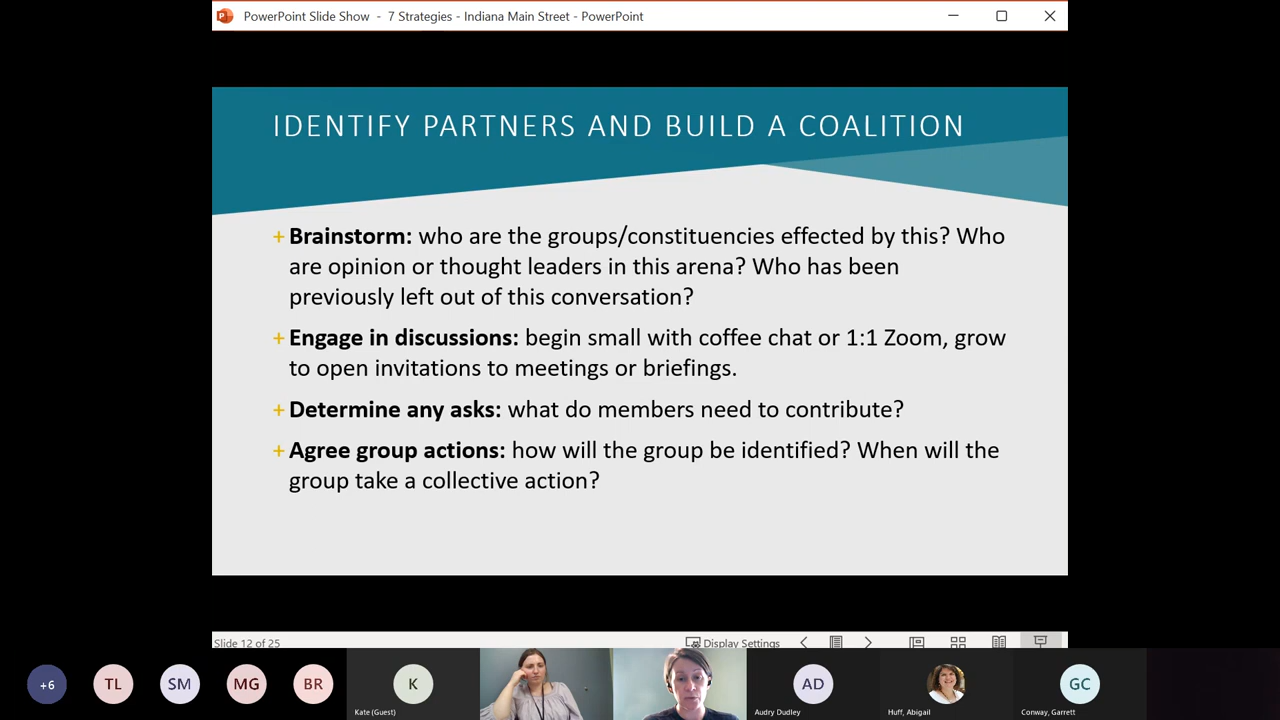 PowerPoint Slide Show - 7 Strategies - Indiana Main Street - PowerPoint
IDENTIFY PARTNERS AND BUILD A COALITION
+ Brainstorm: who are the groups/constituencies effected by this? Who
are opinion or thought leaders in this arena? Who has been
previously left out of this conversation?
+ Engage in discussions: begin small with coffee chat or 1:1 Zoom, grow
to open invitations to meetings or briefings.
+ Determine any asks: what do members need to contribute?
+ Agree group actions: how will the group be identified? When will the
group take a collective action?
Slide 12 of 25
Display Settings
+6
TL
SM
MG
BR
K
AD
GC
Kate (Guest)
Audry Dudley
Huff, Abigail
Conway, Garrett